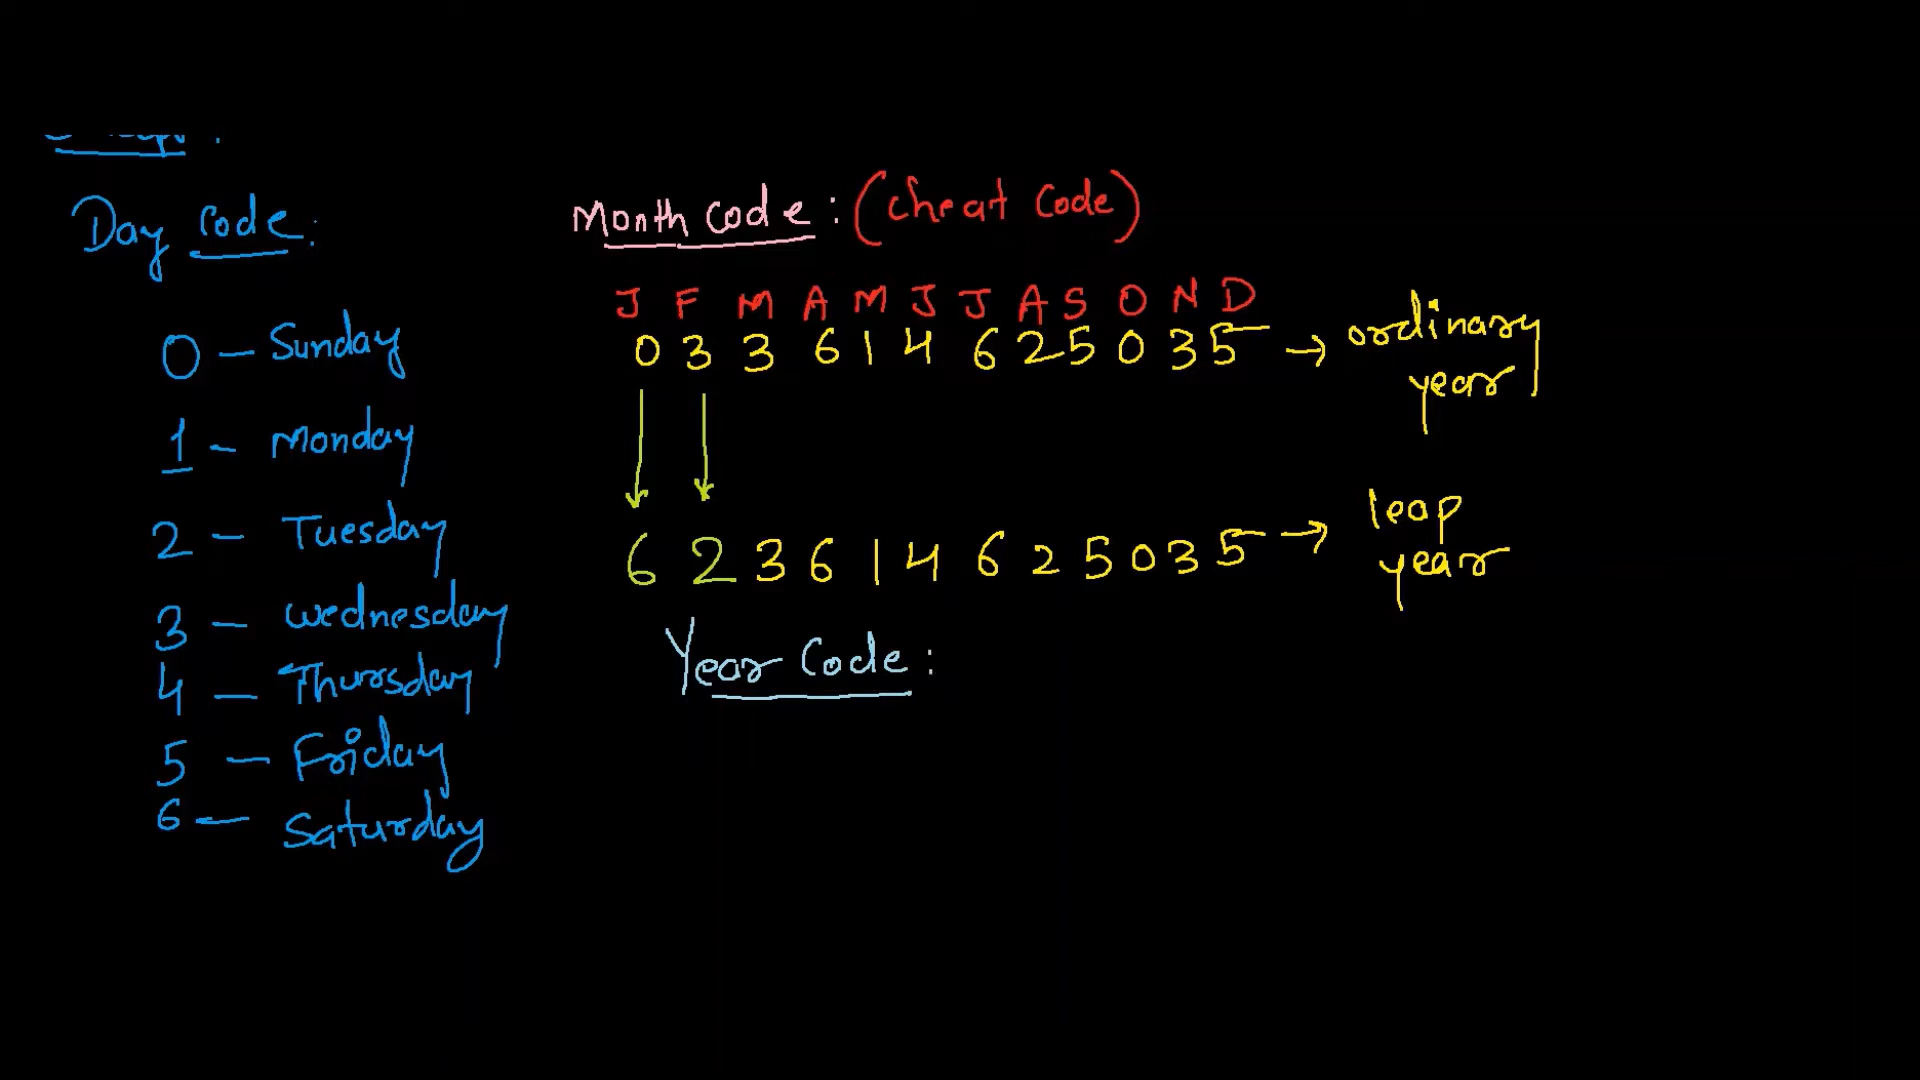 Day code:
0 - Sunday
1 - Monday
2 - Tuesday
3 - Wednesday
4 - Thursday
5 - Friday
6 - Saturday
Month code: (Cheat Code)
J F M A M J J A S O N D
0 3 3 6 1 4 6 2 5 0 3 5 → ordinary year
6 2 3 6 1 4 6 2 5 0 3 5 → leap year
Year Code: